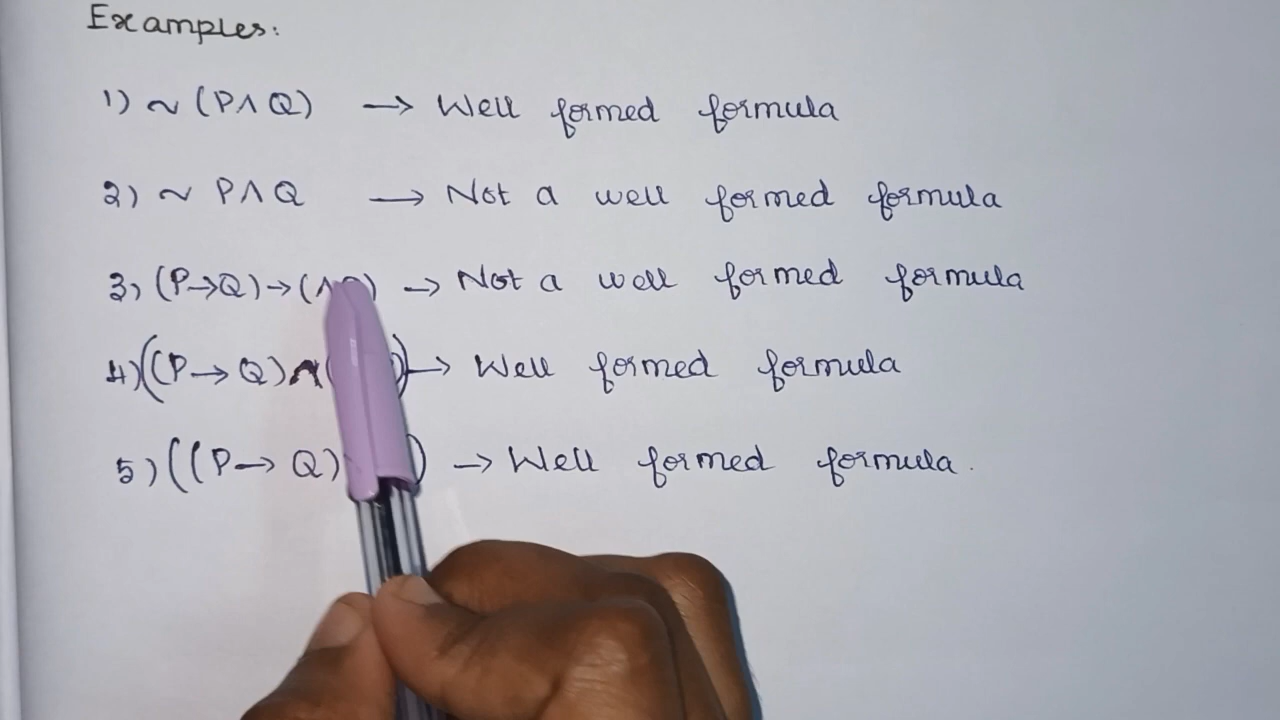 Examples:
1) ~ (P∧Q) → Well formed formula
2) ~ P∧Q → Not a well formed formula
3) (P→Q)→(∧Q) → Not a well formed formula
4) ((P→Q)∧( ) → Well formed formula
5) ((P→Q) ) → Well formed formula.